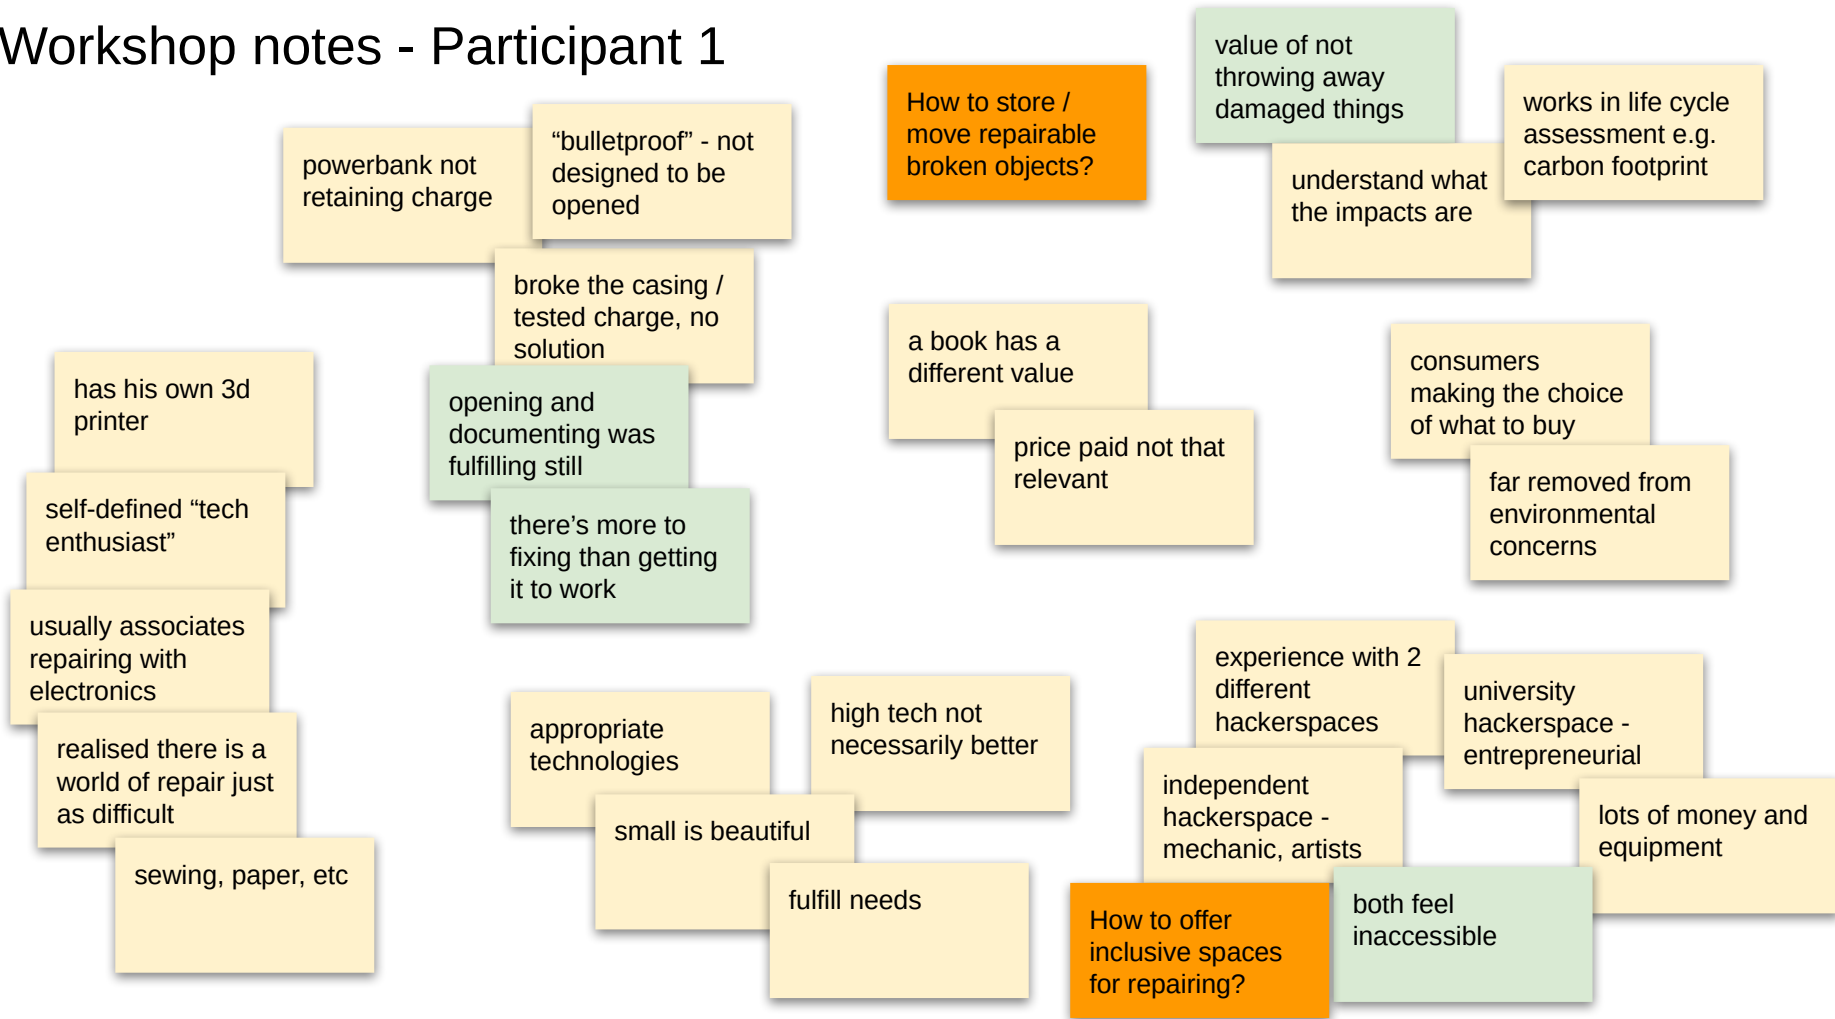 Workshop notes - Participant 1
powerbank not
retaining charge
“bulletproof” - not
designed to be
opened
broke the casing /
tested charge, no
solution
opening and
documenting was
fulfilling still
there’s more to
fixing than getting
it to work
has his own 3d
printer
self-defined “tech
enthusiast”
usually associates
repairing with
electronics
realised there is a
world of repair just
as difficult
sewing, paper, etc
How to store /
move repairable
broken objects?
value of not
throwing away
damaged things
understand what
the impacts are
works in life cycle
assessment e.g.
carbon footprint
a book has a
different value
price paid not that
relevant
consumers
making the choice
of what to buy
far removed from
environmental
concerns
appropriate
technologies
small is beautiful
high tech not
necessarily better
fulfill needs
experience with 2
different
hackerspaces
university
hackerspace -
entrepreneurial
independent
hackerspace -
mechanic, artists
lots of money and
equipment
How to offer
inclusive spaces
for repairing?
both feel
inaccessible